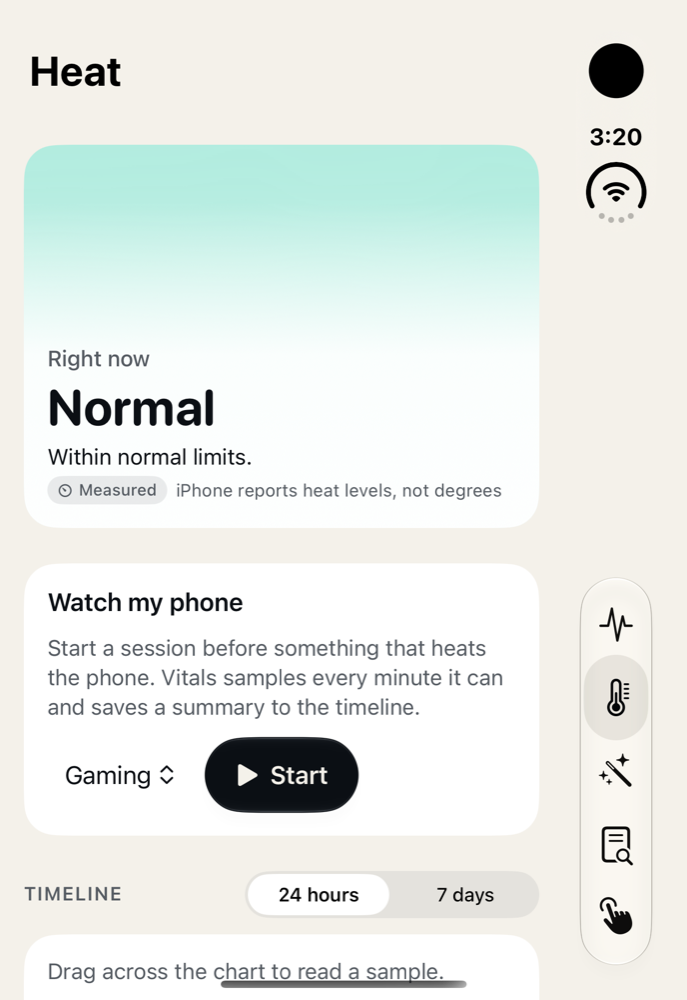 Heat
3:20
Right now
Normal
Within normal limits.
Measured iPhone reports heat levels, not degrees
Watch my phone
Start a session before something that heats
the phone. Vitals samples every minute it can
and saves a summary to the timeline.
Gaming Start
TIMELINE 24 hours 7 days
Drag across the chart to read a sample.